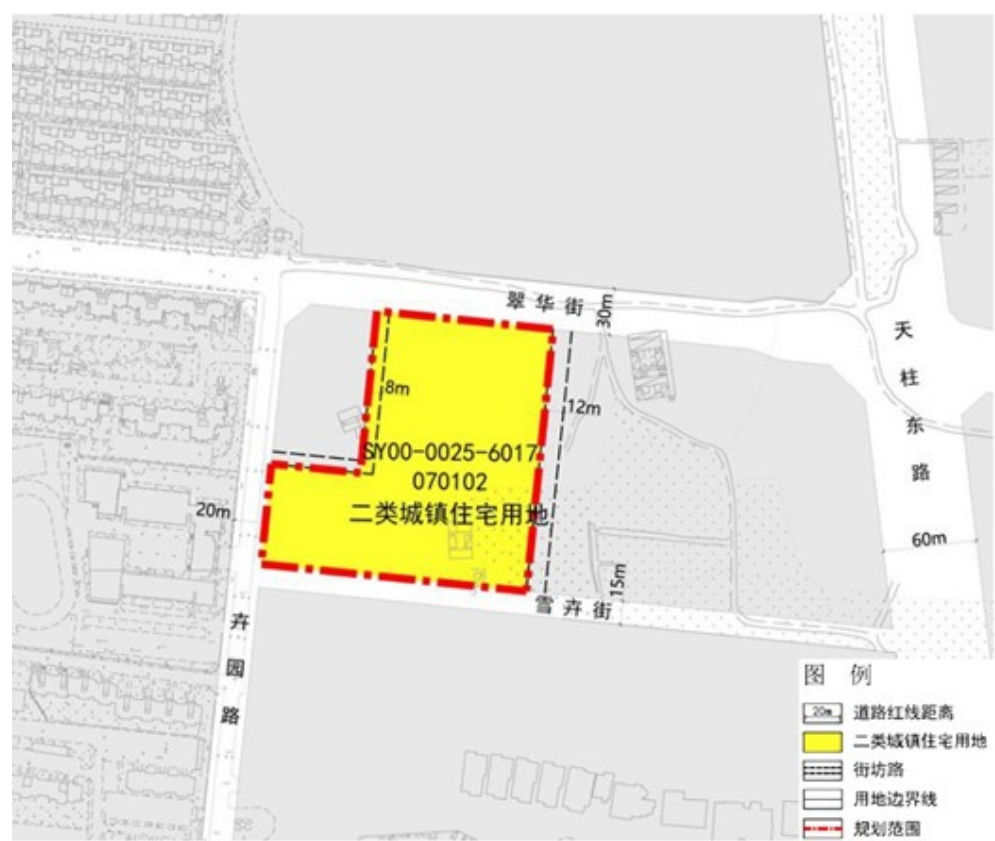 翠华街
30m
天柱东路
8m
12m
SY00-0025-6017
070102
二类城镇住宅用地
20m
60m
15m
雪卉街
卉园路
图 例
20m 道路红线距离
二类城镇住宅用地
街坊路
用地边界线
规划范围